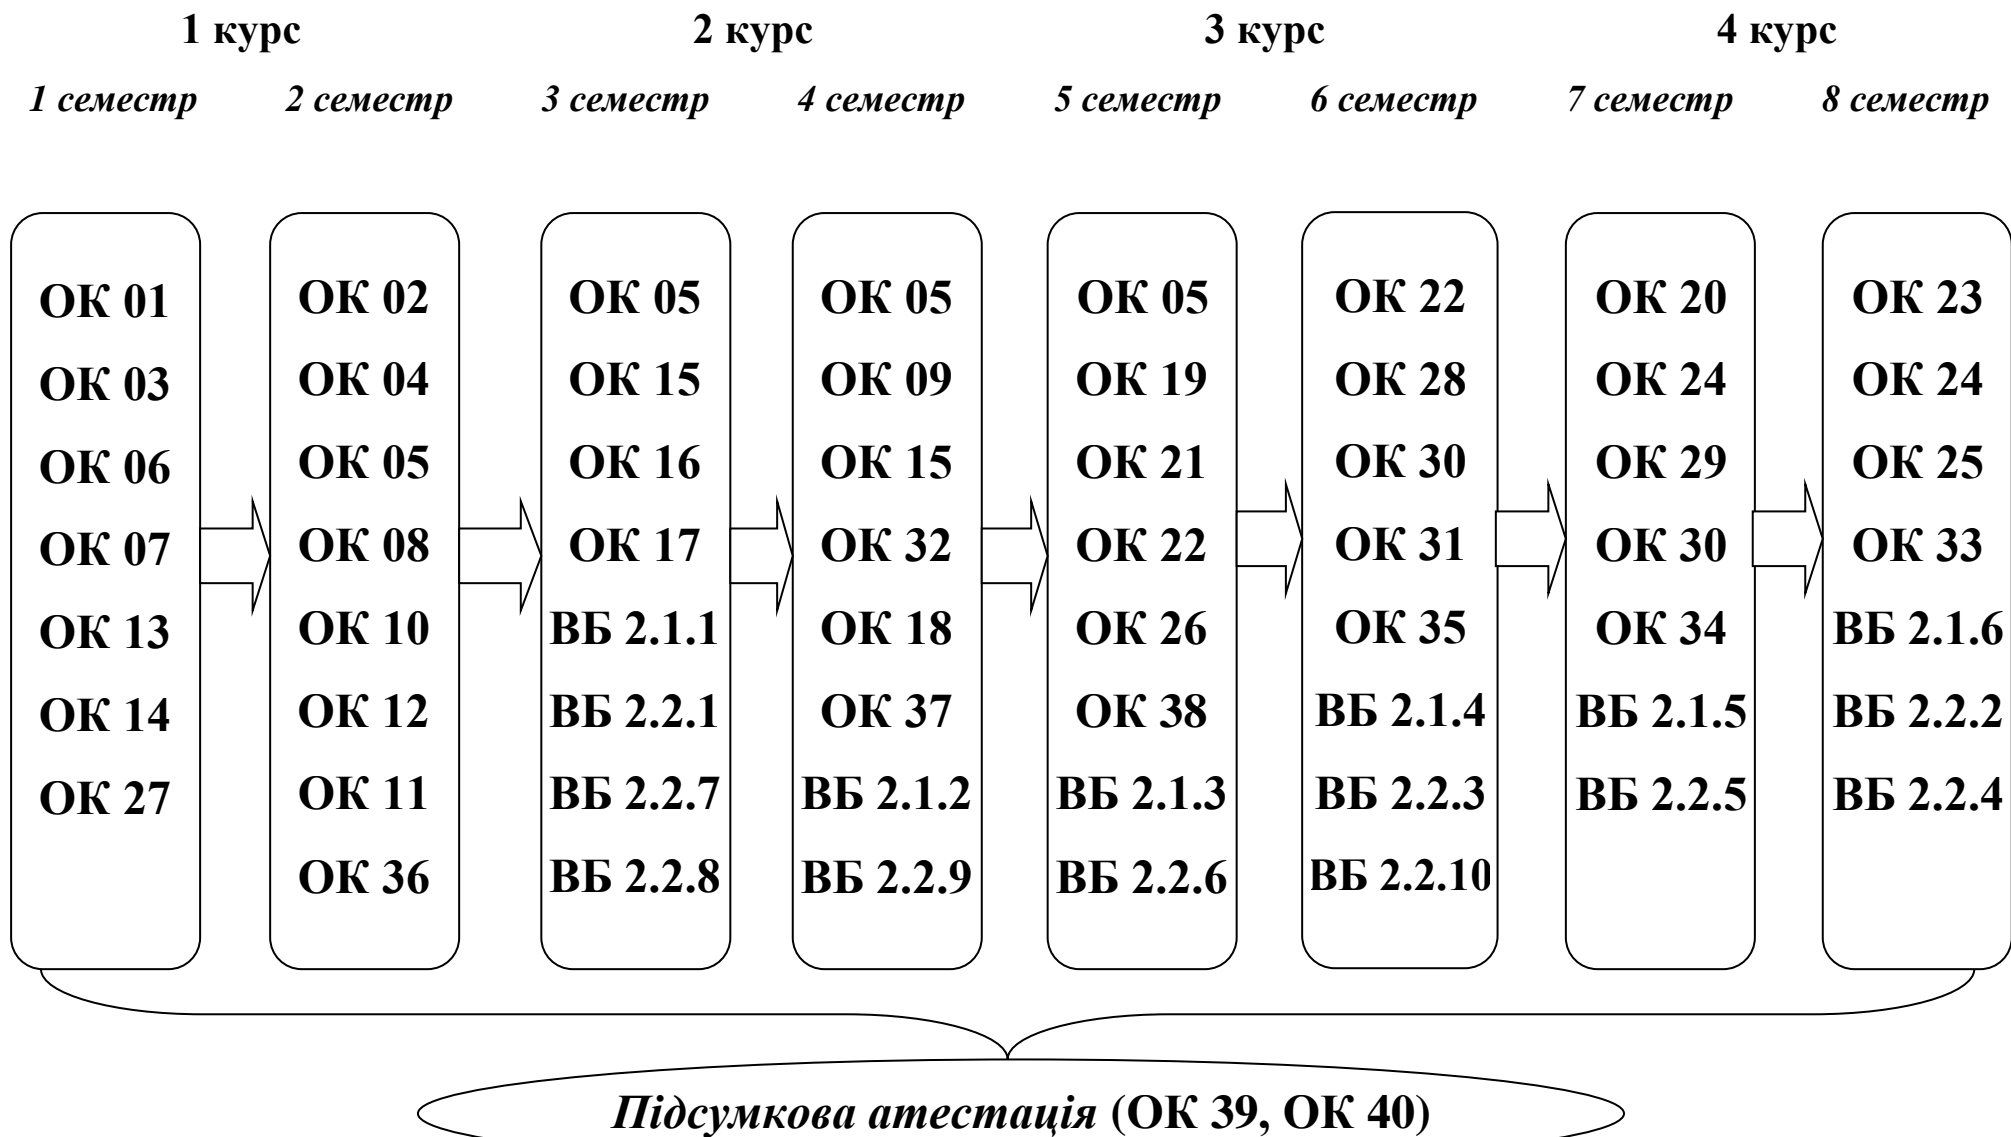 1 курс 2 курс 3 курс 4 курс
1 семестр 2 семестр 3 семестр 4 семестр 5 семестр 6 семестр 7 семестр 8 семестр
ОК 01
ОК 03
ОК 06
ОК 07
ОК 13
ОК 14
ОК 27
ОК 02
ОК 04
ОК 05
ОК 08
ОК 10
ОК 12
ОК 11
ОК 36
ОК 05
ОК 15
ОК 16
ОК 17
ВБ 2.1.1
ВБ 2.2.1
ВБ 2.2.7
ВБ 2.2.8
ОК 05
ОК 09
ОК 15
ОК 32
ОК 18
ОК 37
ВБ 2.1.2
ВБ 2.2.9
ОК 05
ОК 19
ОК 21
ОК 22
ОК 26
ОК 38
ВБ 2.1.3
ВБ 2.2.6
ОК 22
ОК 28
ОК 30
ОК 31
ОК 35
ВБ 2.1.4
ВБ 2.2.3
ВБ 2.2.10
ОК 20
ОК 24
ОК 29
ОК 30
ОК 34
ВБ 2.1.5
ВБ 2.2.5
ОК 23
ОК 24
ОК 25
ОК 33
ВБ 2.1.6
ВБ 2.2.2
ВБ 2.2.4
Підсумкова атестація (ОК 39, ОК 40)